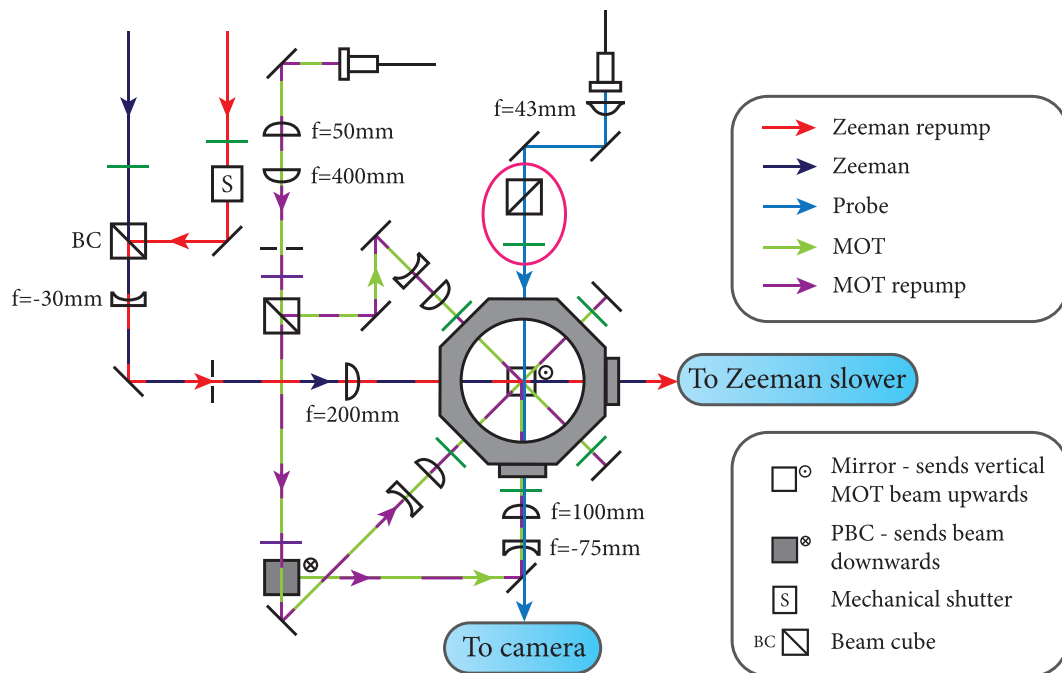 f=50mm
f=43mm
f=400mm
S
BC
f=-30mm
f=200mm
f=100mm
f=-75mm
To Zeeman slower
To camera
Zeeman repump
Zeeman
Probe
MOT
MOT repump
Mirror - sends vertical
MOT beam upwards
PBC - sends beam
downwards
S Mechanical shutter
BC Beam cube